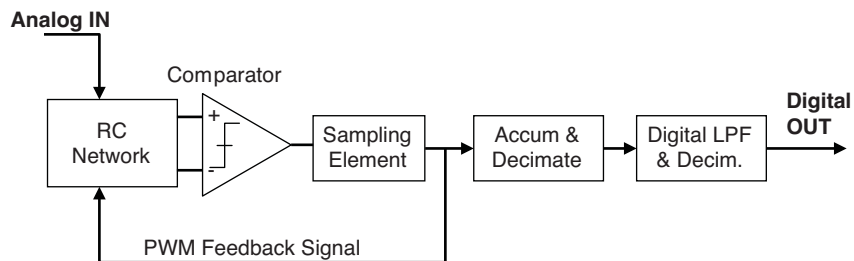 Analog IN
Comparator
RC
Network
+
-
Sampling
Element
Accum &
Decimate
Digital LPF
& Decim.
Digital
OUT
PWM Feedback Signal